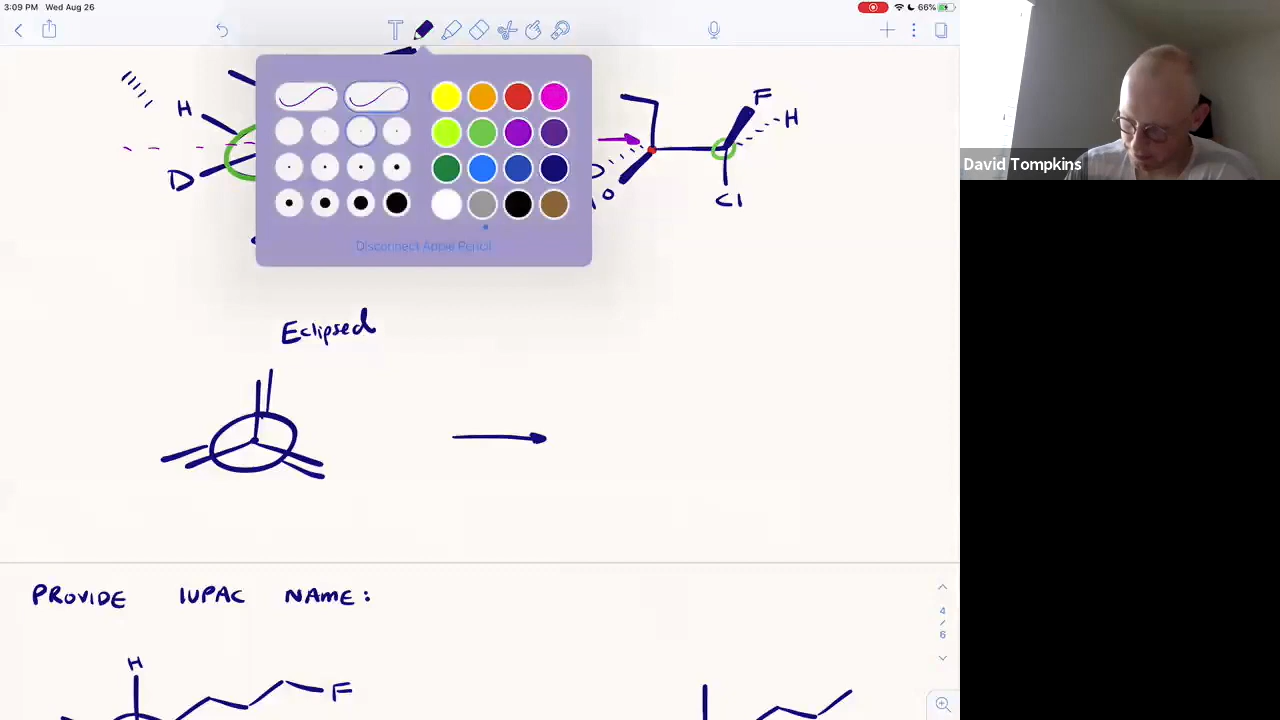 3:09 PM Wed Aug 26
66%
T
H
D
F
H
O
Cl
David Tompkins
Disconnect Apple Pencil
Eclipsed
PROVIDE IUPAC NAME:
4
/
6
H
F